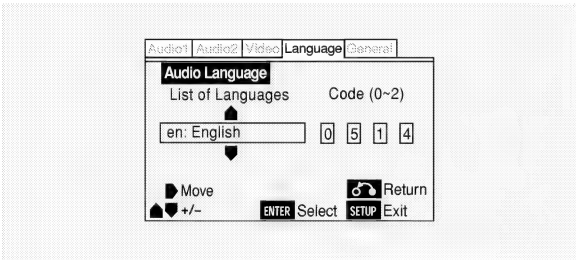 Audio1 Audio2 Video Language General
Audio Language
List of Languages Code (0~2)
en: English 0 5 1 4
Move Return
+/– ENTER Select SETUP Exit